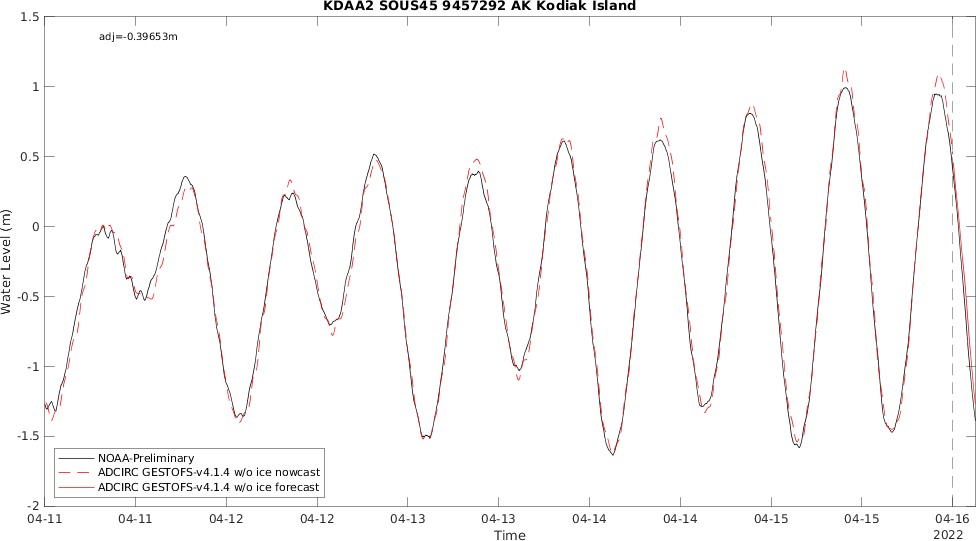 KDAA2 SOUS45 9457292 AK Kodiak Island
adj=-0.39653m
Water Level (m)
1.5
1
0.5
0
-0.5
-1
-1.5
-2
NOAA-Preliminary
ADCIRC GESTOFS-v4.1.4 w/o ice nowcast
ADCIRC GESTOFS-v4.1.4 w/o ice forecast
04-11 04-11 04-12 04-12 04-13 04-13 04-14 04-14 04-15 04-15 04-16
Time
2022